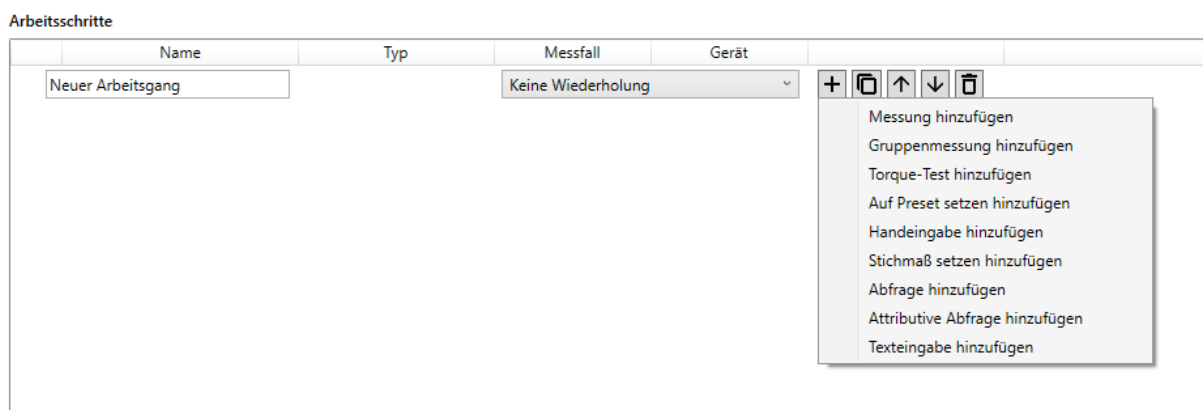 Arbeitsschritte
Name Typ Messfall Gerät
Neuer Arbeitsgang Keine Wiederholung
Messung hinzufügen
Gruppenmessung hinzufügen
Torque-Test hinzufügen
Auf Preset setzen hinzufügen
Handeingabe hinzufügen
Stichmaß setzen hinzufügen
Abfrage hinzufügen
Attributive Abfrage hinzufügen
Texteingabe hinzufügen